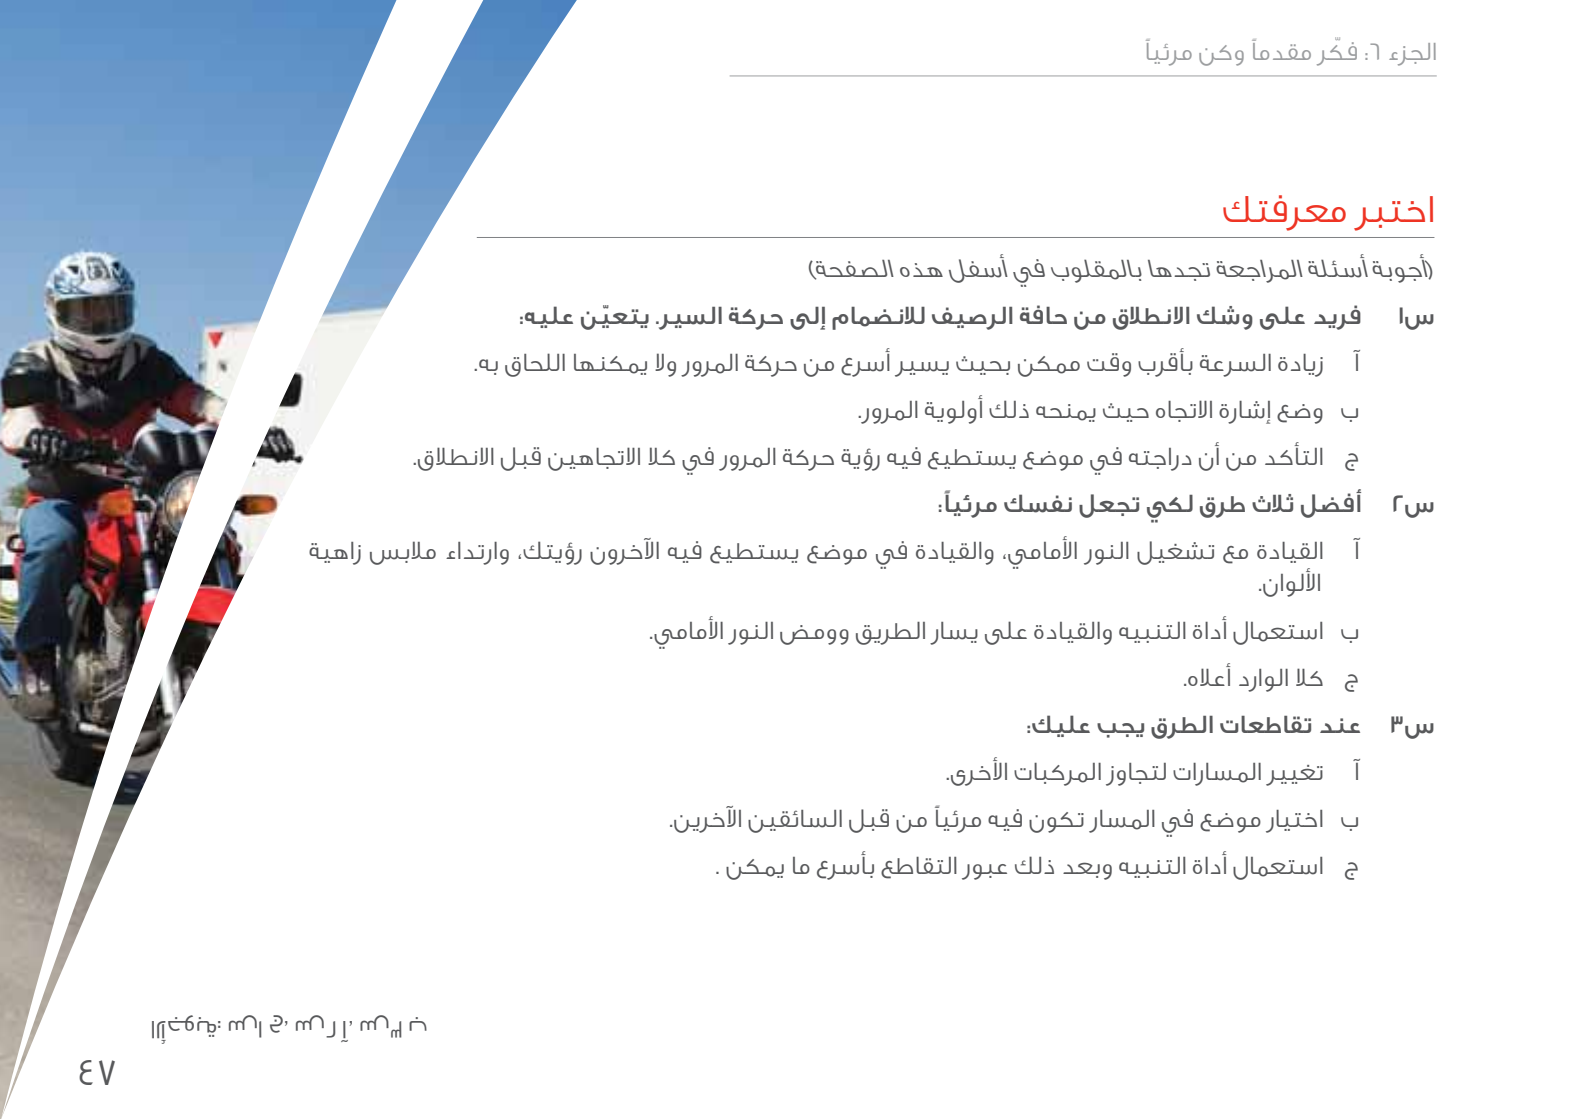 الجزء ٦: فكّر مقدماً وكن مرئياً
اختبر معرفتك
(أجوبة أسئلة المراجعة تجدها بالمقلوب في أسفل هذه الصفحة)
س١ فريد على وشك الانطلاق من حافة الرصيف للانضمام إلى حركة السير. يتعيّن عليه:
آ زيادة السرعة بأقرب وقت ممكن بحيث يسير أسرع من حركة المرور ولا يمكنها اللحاق به.
ب وضع إشارة الاتجاه حيث يمنحه ذلك أولوية المرور.
ج التأكد من أن دراجته في موضع يستطيع فيه رؤية حركة المرور في كلا الاتجاهين قبل الانطلاق.
س٢ أفضل ثلاث طرق لكي تجعل نفسك مرئياً:
آ القيادة مع تشغيل النور الأمامي، والقيادة في موضع يستطيع فيه الآخرون رؤيتك، وارتداء ملابس زاهية
الألوان.
ب استعمال أداة التنبيه والقيادة على يسار الطريق وومض النور الأمامي.
ج كلا الوارد أعلاه.
س٣ عند تقاطعات الطرق يجب عليك:
آ تغيير المسارات لتجاوز المركبات الأخرى.
ب اختيار موضع في المسار تكون فيه مرئياً من قبل السائقين الآخرين.
ج استعمال أداة التنبيه وبعد ذلك عبور التقاطع بأسرع ما يمكن .
الأجوبة: س١ ج، س٢ آ، س٣ ب
٤٧